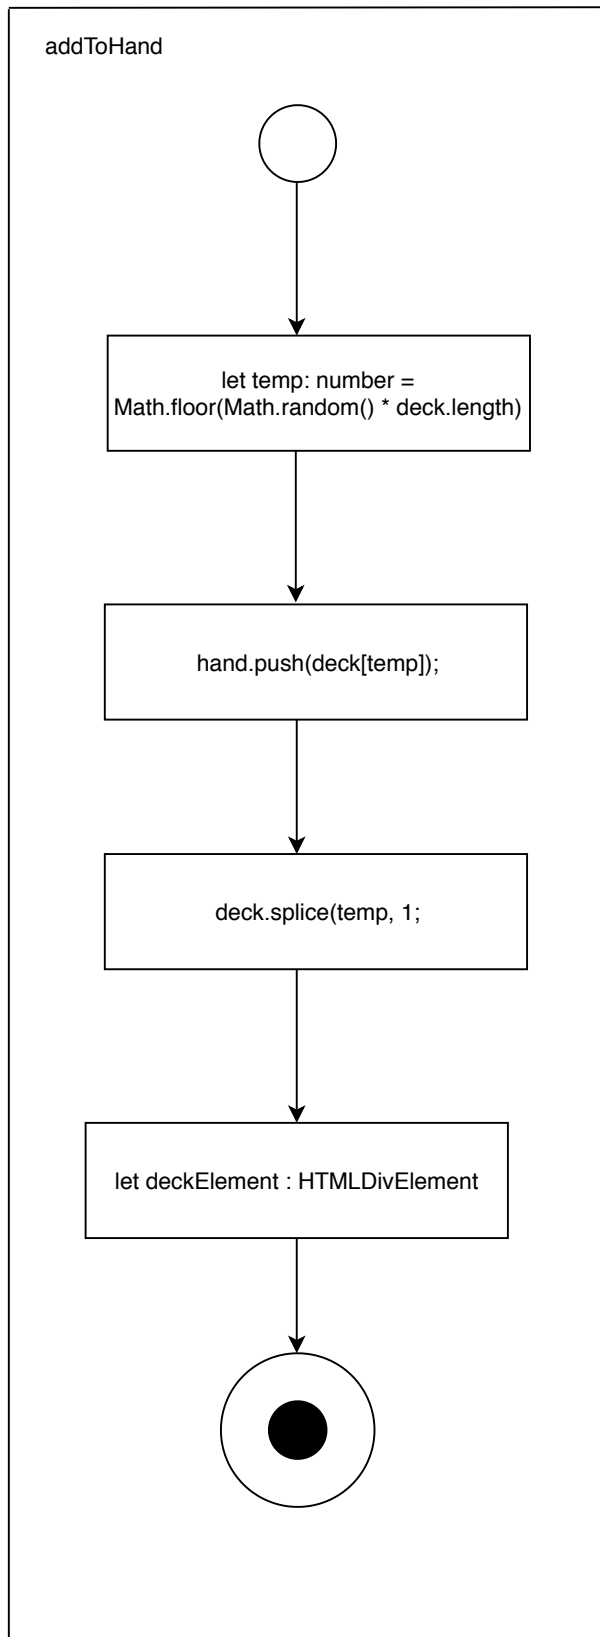 addToHand
let temp: number =
Math.floor(Math.random() * deck.length)
hand.push(deck[temp]);
deck.splice(temp, 1;
let deckElement : HTMLDivElement